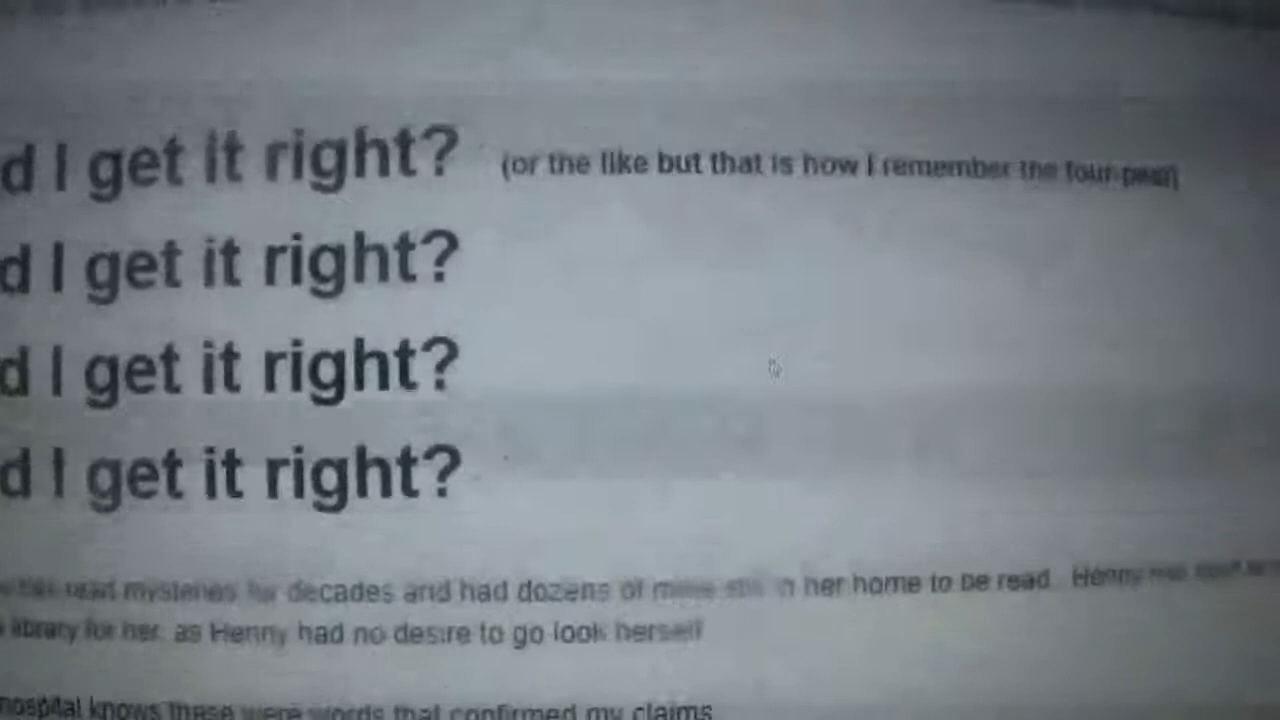 d I get it right? (or the like but that is how I remember the four
d I get it right?
d I get it right?
d I get it right?
read mysteries for decades and had dozens of in her home to be read. Henny
library for her, as Henny had no desire to go look herself
hospital knows these were words that confirmed my claims